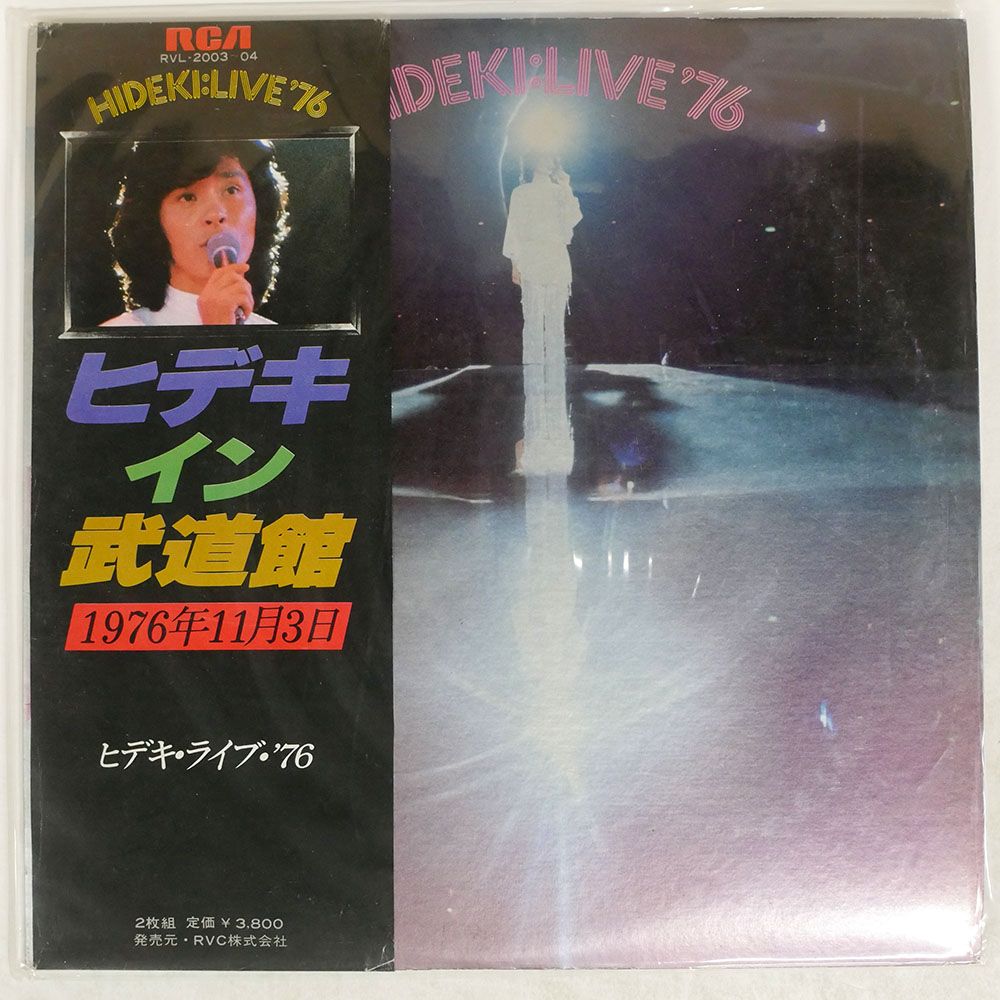 RCA
RVL-2003-04
HIDEKI:LIVE '76
ヒデキ
イン
武道館
1976年11月3日
ヒデキ・ライブ・'76
2枚組 定価¥3.800
発売元・RVC株式会社
HIDEKI:LIVE '76